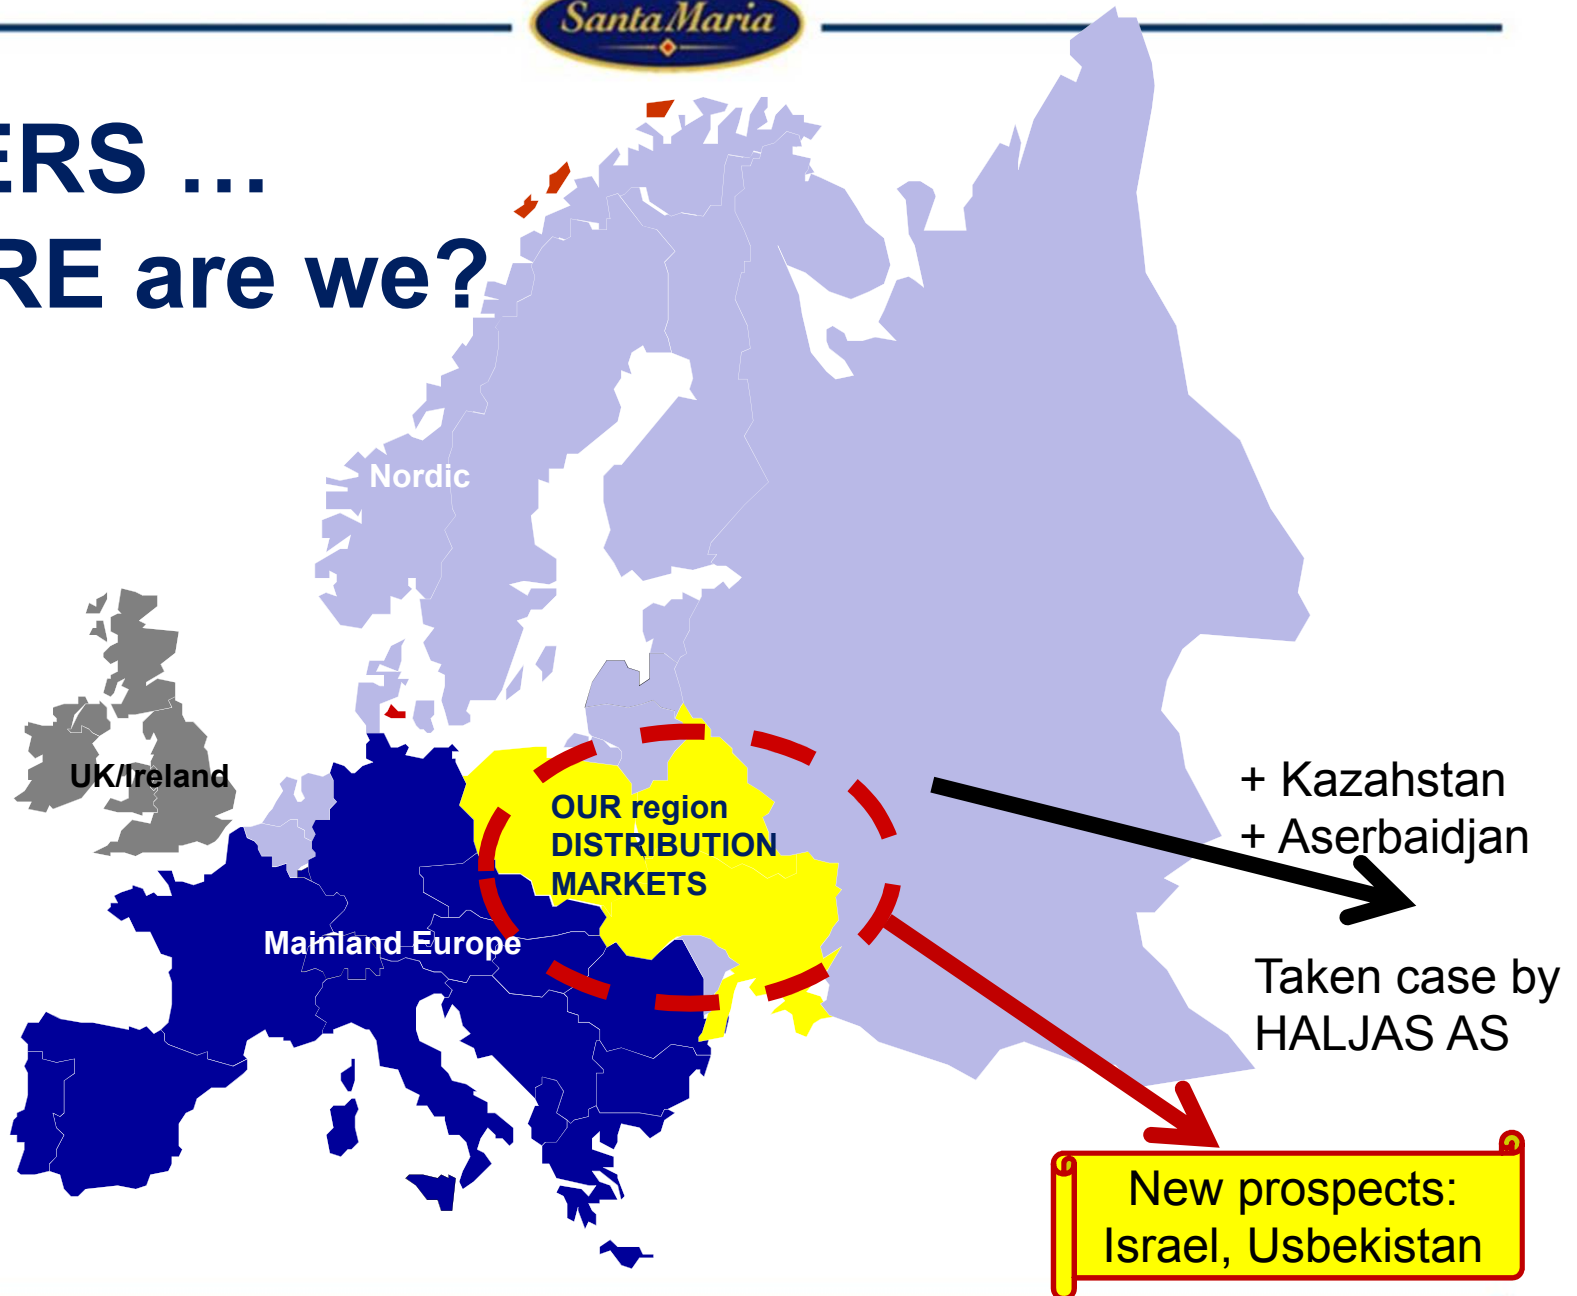 Santa Maria
ERS …
RE are we?
Nordic
UK/Ireland
OUR region
DISTRIBUTION
MARKETS
Mainland Europe
+ Kazahstan
+ Aserbaidjan
Taken case by
HALJAS AS
New prospects:
Israel, Usbekistan